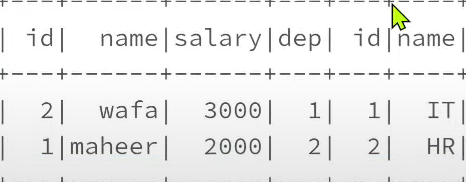 | id| name|salary|dep| id|name|
+---+------+------+---+---+----+
| 2| wafa| 3000| 1| 1| IT|
| 1|maheer| 2000| 2| 2| HR|